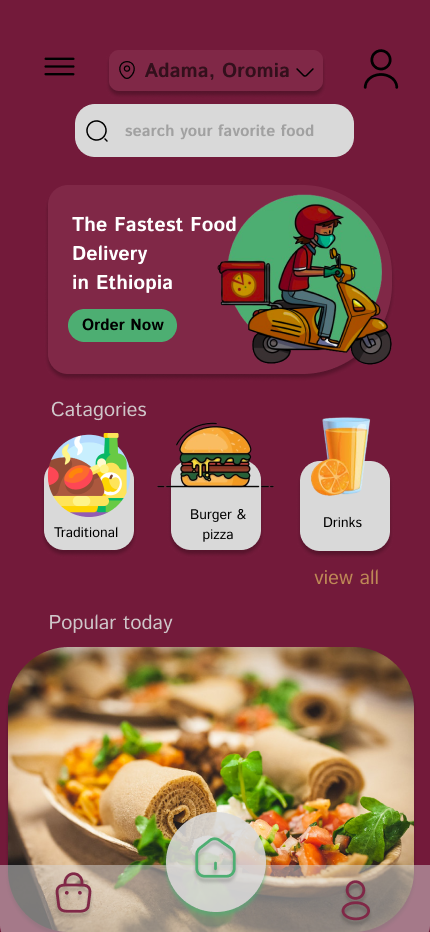 Adama, Oromia
search your favorite food
The Fastest Food
Delivery
in Ethiopia
Order Now
Catagories
Traditional
Burger &
pizza
Drinks
view all
Popular today